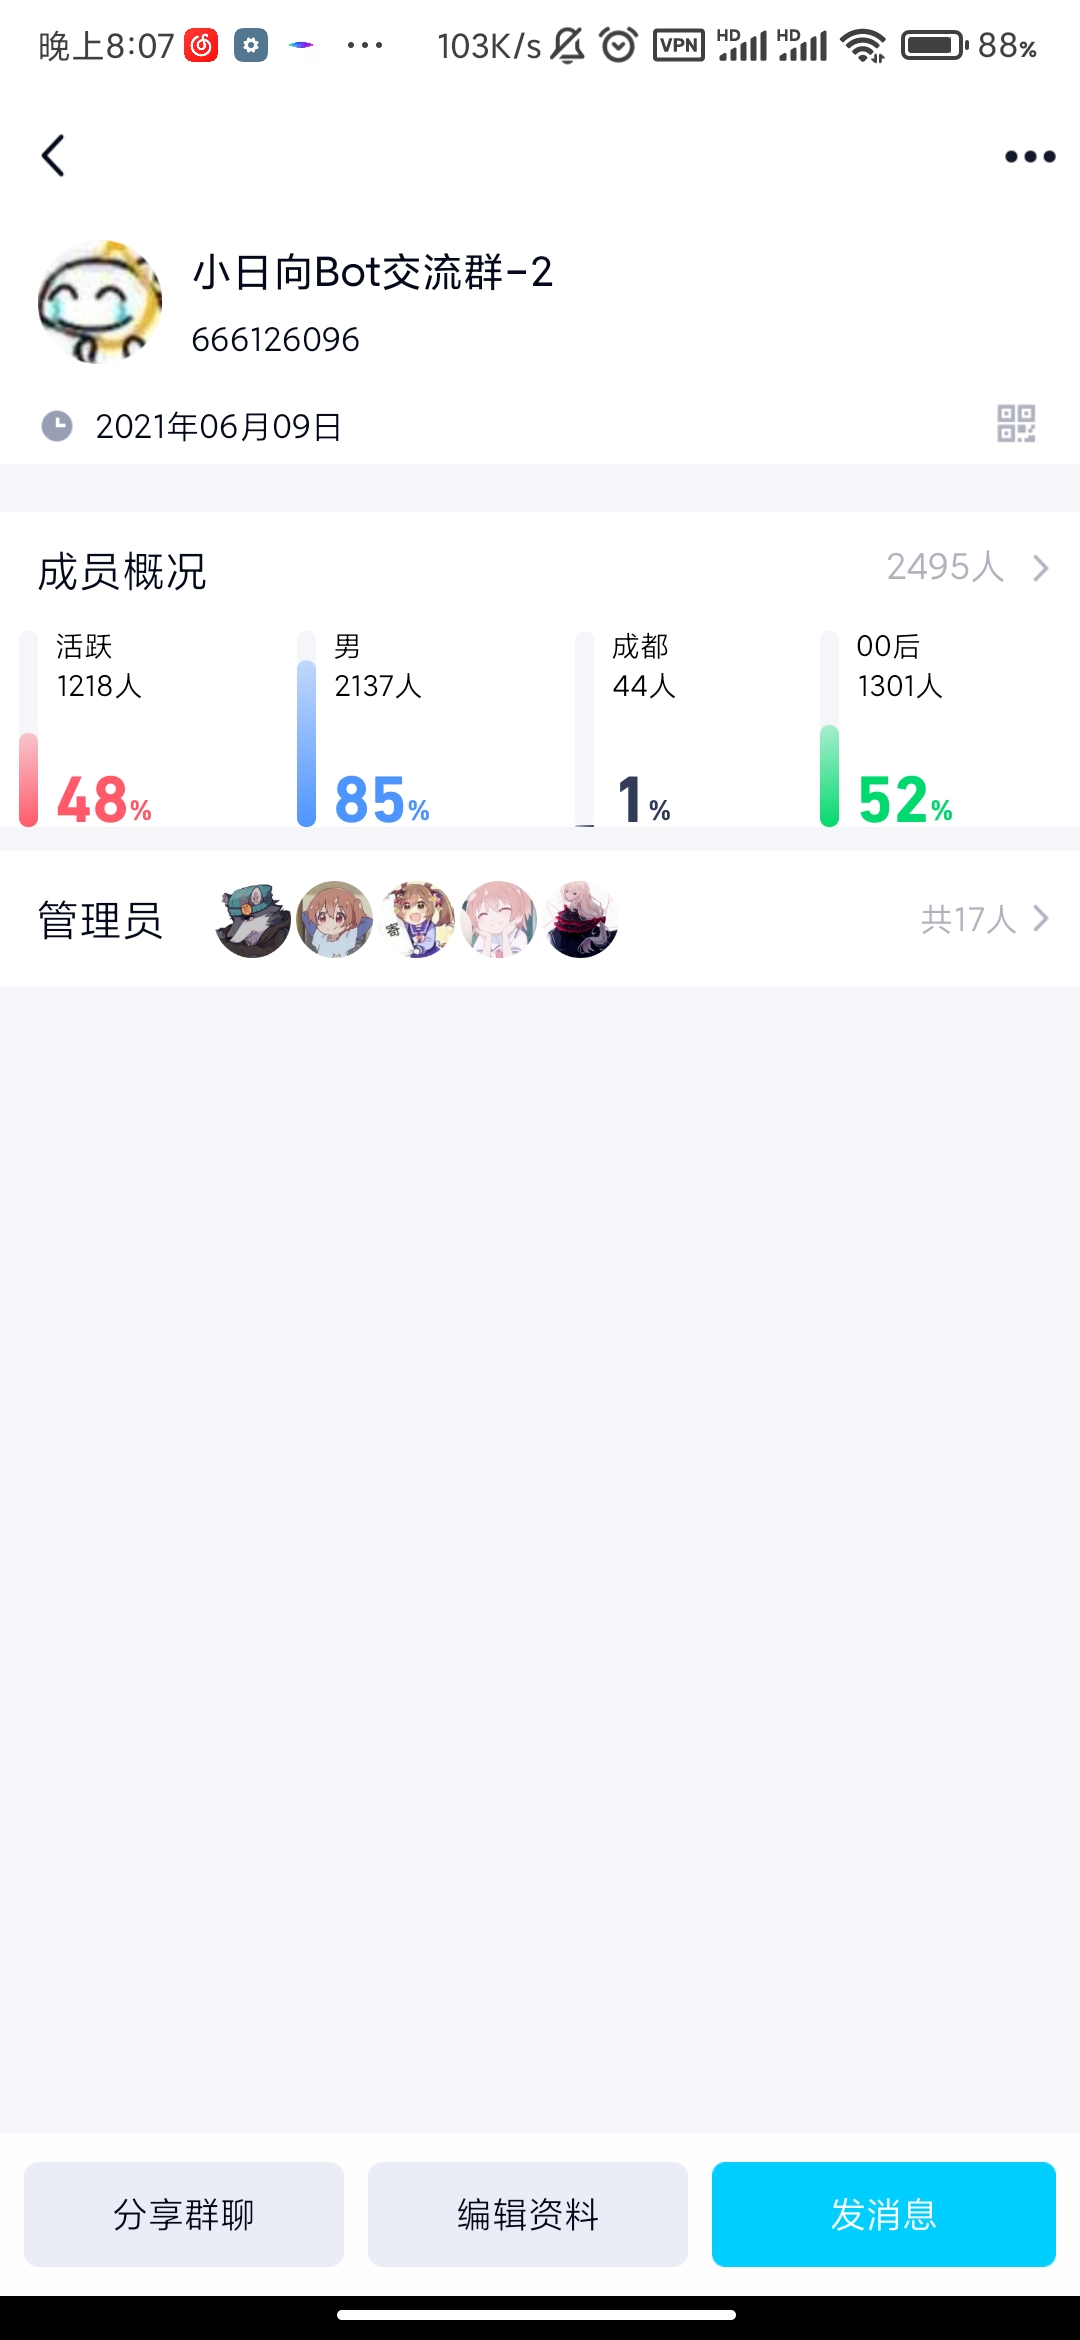 晚上8:07 103K/s VPN HD HD 88%
小日向Bot交流群-2
666126096
2021年06月09日
成员概况 2495人
活跃 男 成都 00后
1218人 2137人 44人 1301人
48% 85% 1% 52%
管理员 寄 共17人
分享群聊 编辑资料 发消息